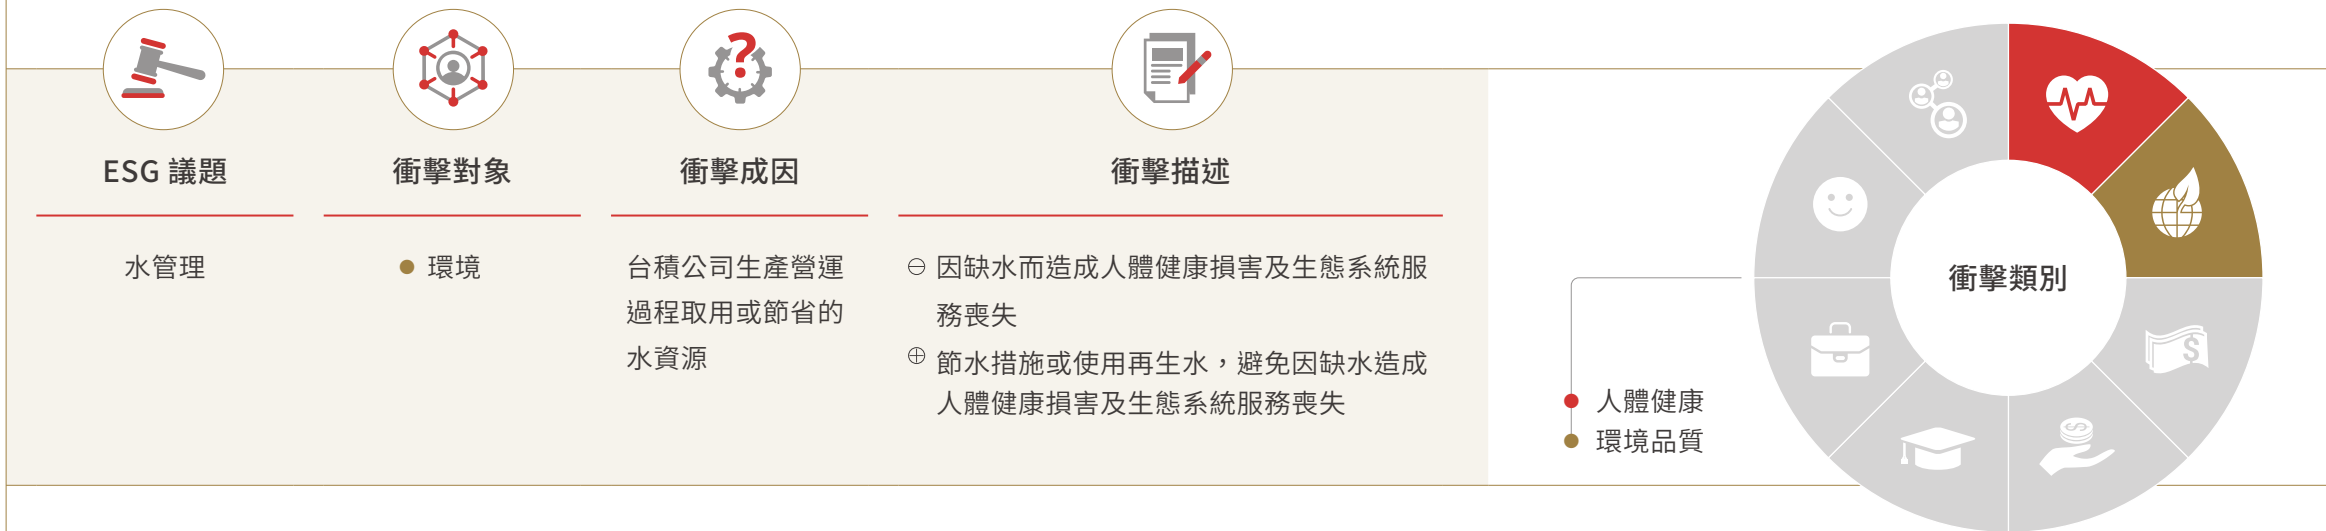 ESG 議題
水管理
衝擊對象
環境
衝擊成因
台積公司生產營運
過程取用或節省的
水資源
衝擊描述
⊖ 因缺水而造成人體健康損害及生態系統服
務喪失
⊕ 節水措施或使用再生水，避免因缺水造成
人體健康損害及生態系統服務喪失
衝擊類別
人體健康
環境品質